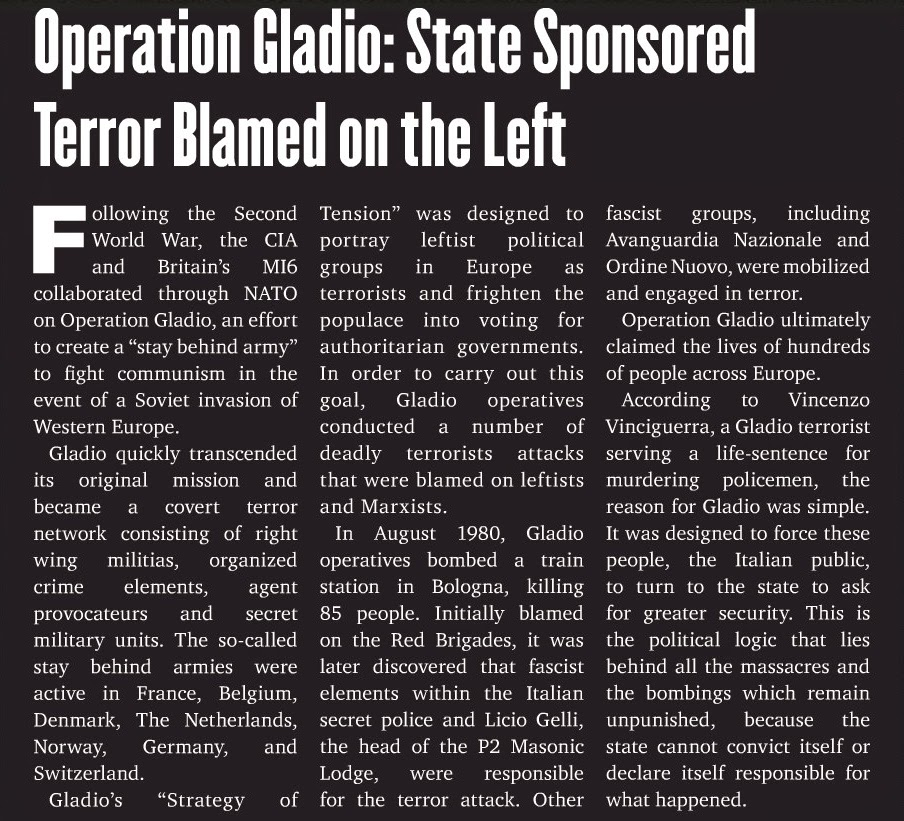 Operation Gladio: State Sponsored
Terror Blamed on the Left
Following the Second
World War, the CIA
and Britain’s MI6
collaborated through NATO
on Operation Gladio, an effort
to create a “stay behind army”
to fight communism in the
event of a Soviet invasion of
Western Europe.
Gladio quickly transcended
its original mission and
became a covert terror
network consisting of right
wing militias, organized
crime elements, agent
provocateurs and secret
military units. The so-called
stay behind armies were
active in France, Belgium,
Denmark, The Netherlands,
Norway, Germany, and
Switzerland.
Gladio’s “Strategy of
Tension” was designed to
portray leftist political
groups in Europe as
terrorists and frighten the
populace into voting for
authoritarian governments.
In order to carry out this
goal, Gladio operatives
conducted a number of
deadly terrorists attacks
that were blamed on leftists
and Marxists.
In August 1980, Gladio
operatives bombed a train
station in Bologna, killing
85 people. Initially blamed
on the Red Brigades, it was
later discovered that fascist
elements within the Italian
secret police and Licio Gelli,
the head of the P2 Masonic
Lodge, were responsible
for the terror attack. Other
fascist groups, including
Avanguardia Nazionale and
Ordine Nuovo, were mobilized
and engaged in terror.
Operation Gladio ultimately
claimed the lives of hundreds
of people across Europe.
According to Vincenzo
Vinciguerra, a Gladio terrorist
serving a life-sentence for
murdering policemen, the
reason for Gladio was simple.
It was designed to force these
people, the Italian public,
to turn to the state to ask
for greater security. This is
the political logic that lies
behind all the massacres and
the bombings which remain
unpunished, because the
state cannot convict itself or
declare itself responsible for
what happened.